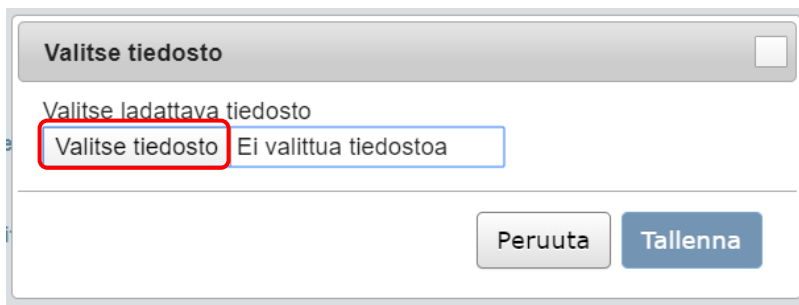 Valitse tiedosto
Valitse ladattava tiedosto
Valitse tiedosto Ei valittua tiedostoa
Peruuta Tallenna